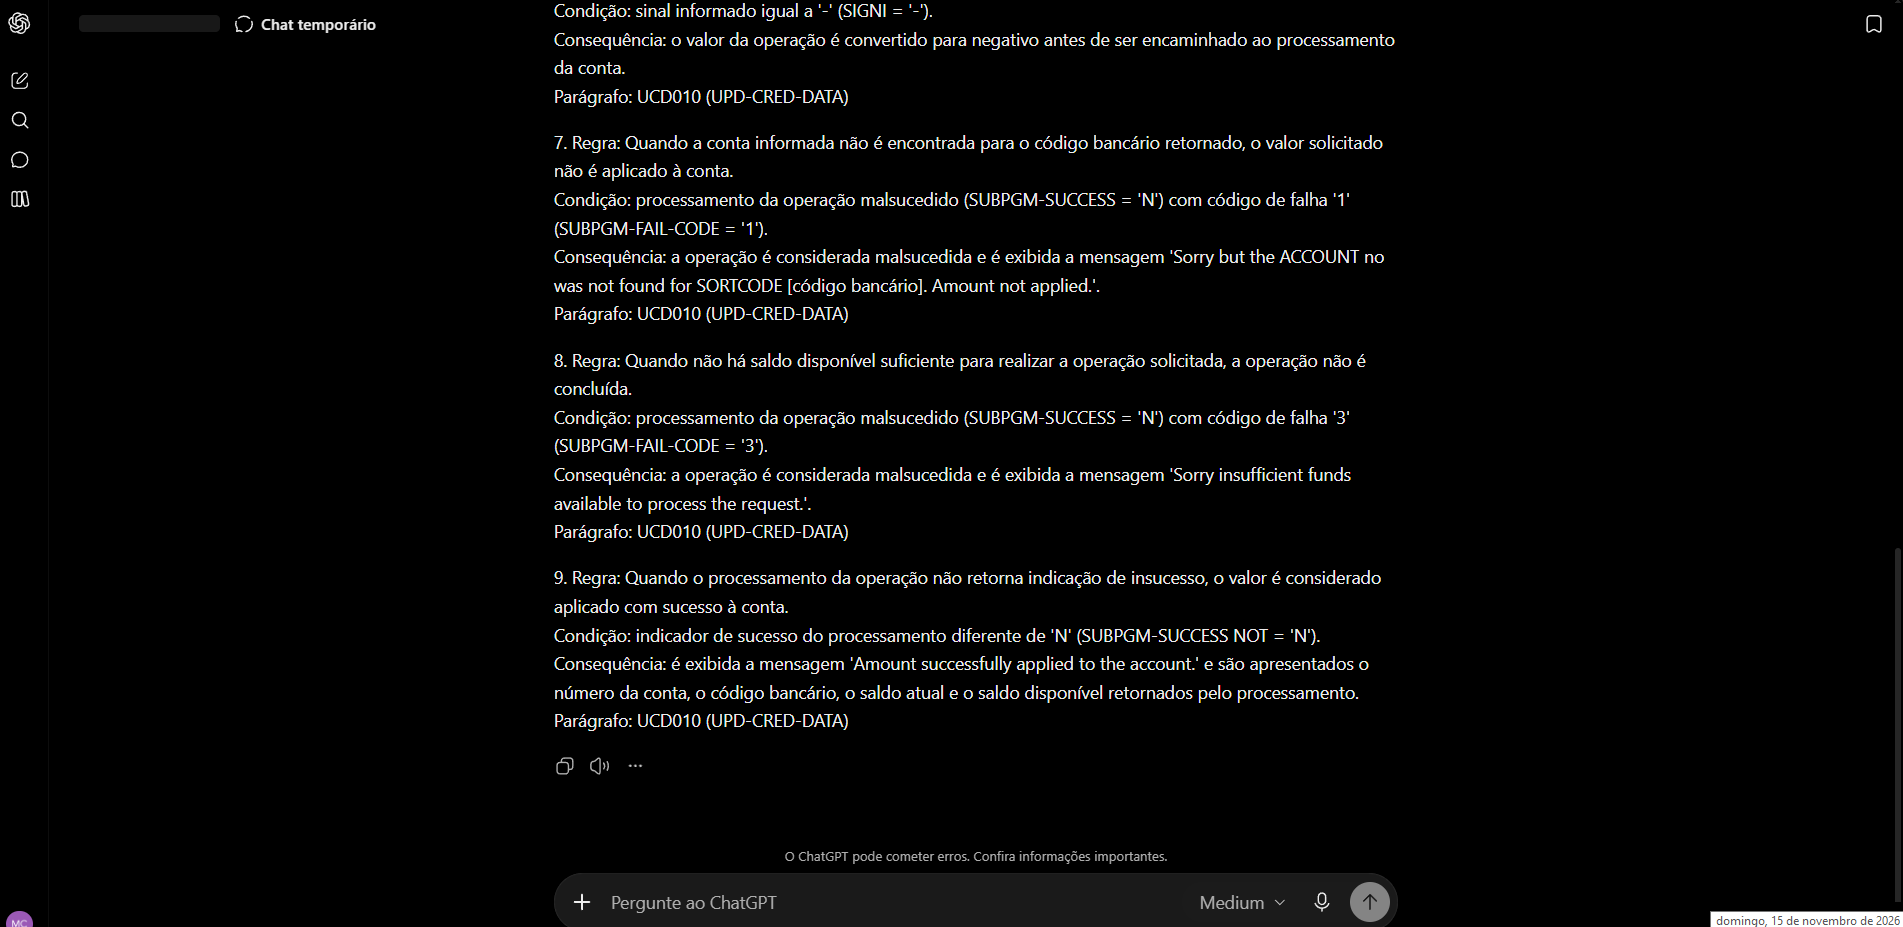 Chat temporário
Condição: sinal informado igual a '-' (SIGNI = '-').
Consequência: o valor da operação é convertido para negativo antes de ser encaminhado ao processamento
da conta.
Parágrafo: UCD010 (UPD-CRED-DATA)
7. Regra: Quando a conta informada não é encontrada para o código bancário retornado, o valor solicitado
não é aplicado à conta.
Condição: processamento da operação malsucedido (SUBPGM-SUCCESS = 'N') com código de falha '1'
(SUBPGM-FAIL-CODE = '1').
Consequência: a operação é considerada malsucedida e é exibida a mensagem 'Sorry but the ACCOUNT no
was not found for SORTCODE [código bancário]. Amount not applied.'.
Parágrafo: UCD010 (UPD-CRED-DATA)
8. Regra: Quando não há saldo disponível suficiente para realizar a operação solicitada, a operação não é
concluída.
Condição: processamento da operação malsucedido (SUBPGM-SUCCESS = 'N') com código de falha '3'
(SUBPGM-FAIL-CODE = '3').
Consequência: a operação é considerada malsucedida e é exibida a mensagem 'Sorry insufficient funds
available to process the request.'.
Parágrafo: UCD010 (UPD-CRED-DATA)
9. Regra: Quando o processamento da operação não retorna indicação de insucesso, o valor é considerado
aplicado com sucesso à conta.
Condição: indicador de sucesso do processamento diferente de 'N' (SUBPGM-SUCCESS NOT = 'N').
Consequência: é exibida a mensagem 'Amount successfully applied to the account.' e são apresentados o
número da conta, o código bancário, o saldo atual e o saldo disponível retornados pelo processamento.
Parágrafo: UCD010 (UPD-CRED-DATA)
O ChatGPT pode cometer erros. Confira informações importantes.
Pergunte ao ChatGPT
Medium
MC
domingo, 15 de novembro de 2026